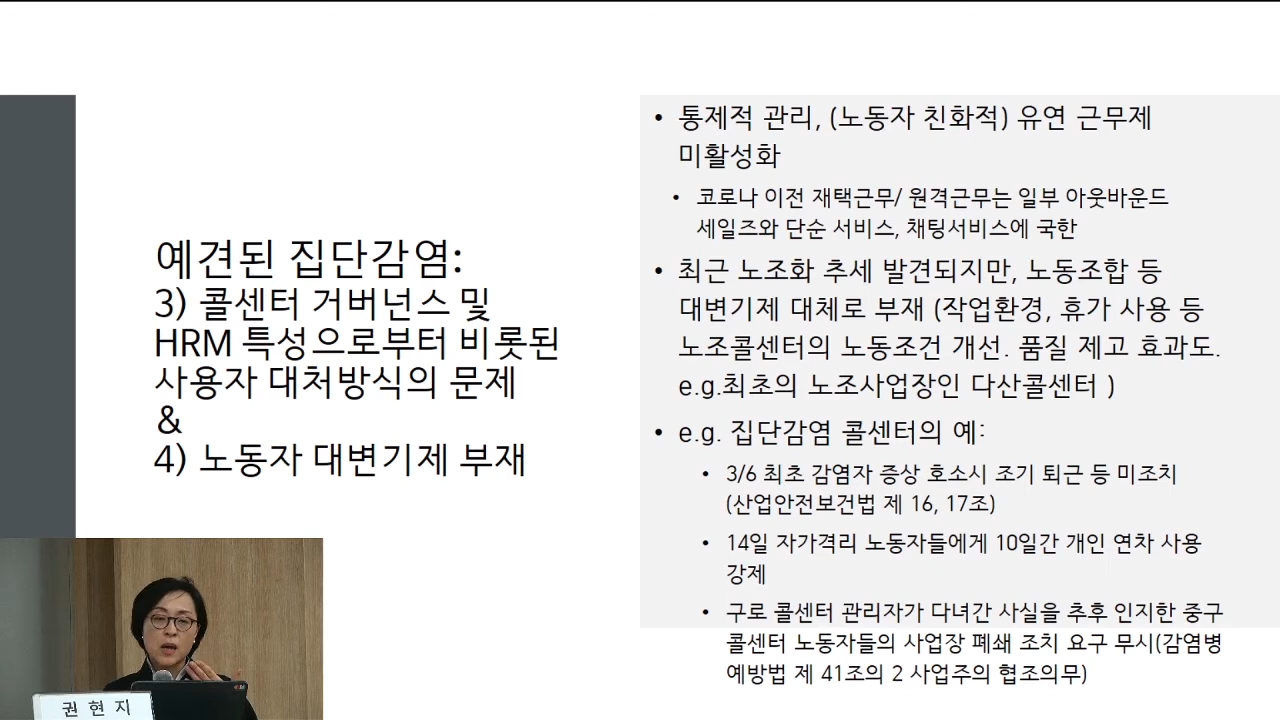 예견된 집단감염:
3) 콜센터 거버넌스 및
HRM 특성으로부터 비롯된
사용자 대처방식의 문제
&
4) 노동자 대변기제 부재
• 통제적 관리, (노동자 친화적) 유연 근무제
미활성화
• 코로나 이전 재택근무/ 원격근무는 일부 아웃바운드
세일즈와 단순 서비스, 채팅서비스에 국한
• 최근 노조화 추세 발견되지만, 노동조합 등
대변기제 대체로 부재 (작업환경, 휴가 사용 등
노조콜센터의 노동조건 개선. 품질 제고 효과도.
e.g.최초의 노조사업장인 다산콜센터 )
• e.g. 집단감염 콜센터의 예:
• 3/6 최초 감염자 증상 호소시 조기 퇴근 등 미조치
(산업안전보건법 제 16, 17조)
• 14일 자가격리 노동자들에게 10일간 개인 연차 사용
강제
• 구로 콜센터 관리자가 다녀간 사실을 추후 인지한 중구
콜센터 노동자들의 사업장 폐쇄 조치 요구 무시(감염병
예방법 제 41조의 2 사업주의 협조의무)
권 현 지